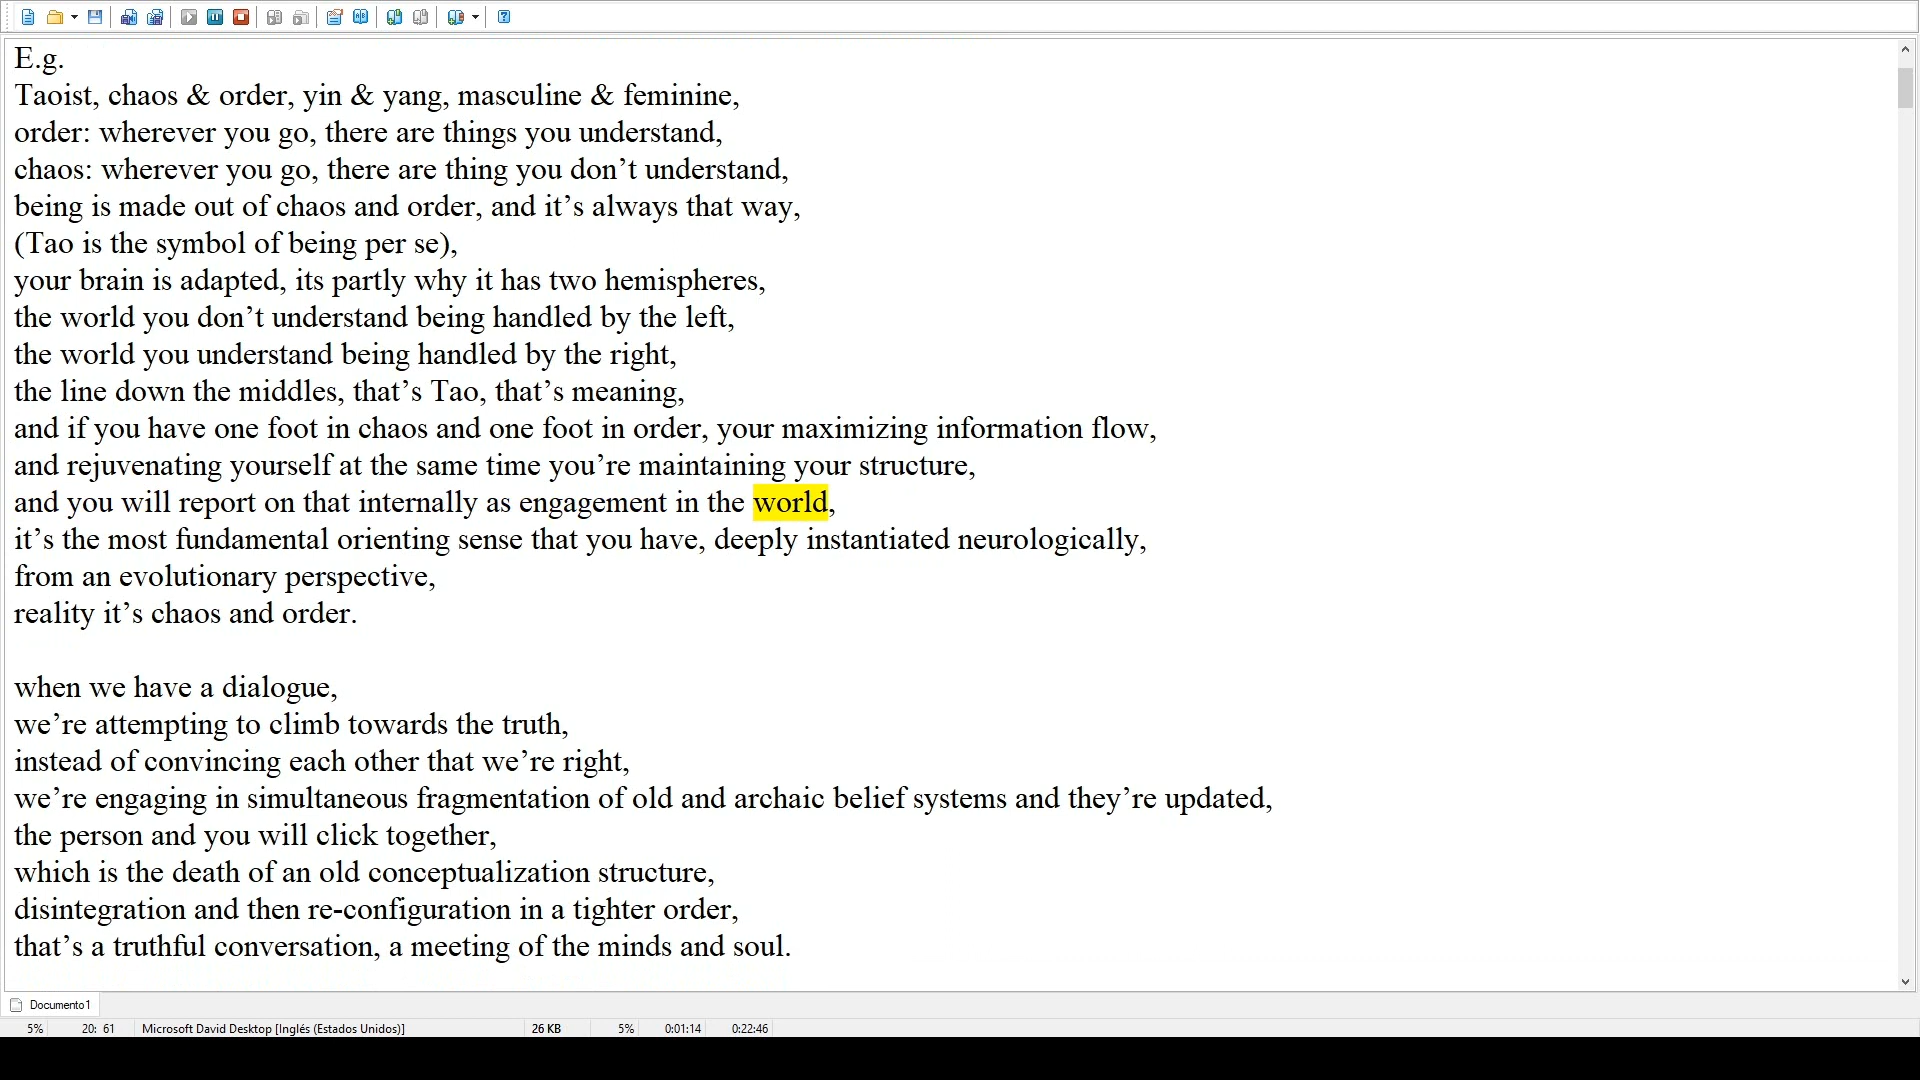 E.g.
Taoist, chaos & order, yin & yang, masculine & feminine,
order: wherever you go, there are things you understand,
chaos: wherever you go, there are thing you don’t understand,
being is made out of chaos and order, and it’s always that way,
(Tao is the symbol of being per se),
your brain is adapted, its partly why it has two hemispheres,
the world you don’t understand being handled by the left,
the world you understand being handled by the right,
the line down the middles, that’s Tao, that’s meaning,
and if you have one foot in chaos and one foot in order, your maximizing information flow,
and rejuvenating yourself at the same time you’re maintaining your structure,
and you will report on that internally as engagement in the world,
it’s the most fundamental orienting sense that you have, deeply instantiated neurologically,
from an evolutionary perspective,
reality it’s chaos and order.
when we have a dialogue,
we’re attempting to climb towards the truth,
instead of convincing each other that we’re right,
we’re engaging in simultaneous fragmentation of old and archaic belief systems and they’re updated,
the person and you will click together,
which is the death of an old conceptualization structure,
disintegration and then re-configuration in a tighter order,
that’s a truthful conversation, a meeting of the minds and soul.
Documento1
5% 20: 61 Microsoft David Desktop [Inglés (Estados Unidos)] 26 KB 5% 0:01:14 0:22:46